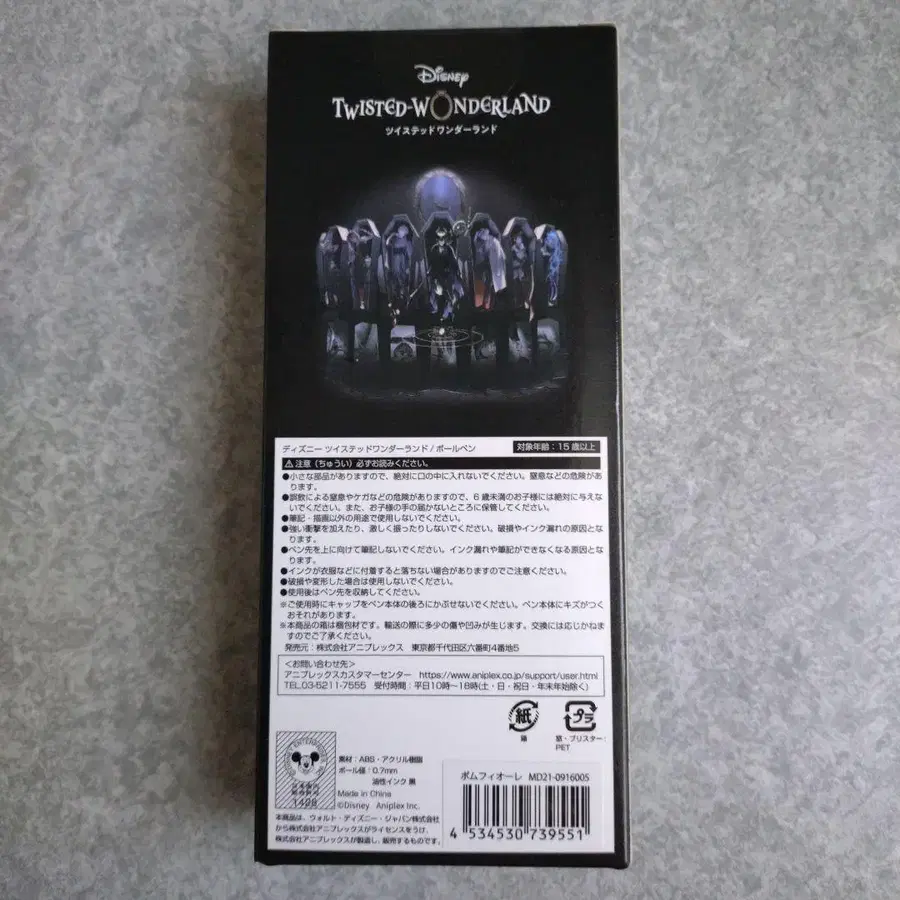 Disney
TWISTED-WONDERLAND
ツイステッドワンダーランド
ディズニー ツイステッドワンダーランド / ボールペン
対象年齢：15歳以上
⚠注意（ちゅうい）必ずお読みください。
●小さな部品がありますので、絶対に口の中に入れないでください。窒息などの危険があ
ります。
●誤飲による窒息やケガなどの危険がありますので、6歳未満のお子様には絶対に与えな
いでください。また、お子様の手の届かないところに保管してください。
●筆記・描画以外の用途で使用しないでください。
●強い衝撃を加えたり、激しく振ったりしないでください。破損やインク漏れの原因とな
ります。
●ペン先を上に向けて筆記しないでください。インク漏れや筆記ができなくなる原因とな
ります。
●インクが衣服などに付着すると落ちない場合がありますのでご注意ください。
●破損や変形した場合は使用しないでください。
●使用後はペン先を収納してください。
※ご使用時にキャップをペン本体の後ろにかぶせないでください。ペン本体にキズがつく
おそれがあります。
※本商品の箱は梱包材です。輸送の際に多少の傷や凹みが生じます。交換には応じかねま
すのでご了承ください。
発売元：株式会社アニプレックス 東京都千代田区六番町4番地5
＜お問い合わせ先＞
アニプレックスカスタマーセンター https://www.aniplex.co.jp/support/user.html
TEL.03-5211-7555 受付時間：平日10時～18時(土・日・祝日・年末年始除く)
紙
箱
プラ
窓・ブリスター：
PET
1428
素材：ABS・アクリル樹脂
ボール径：0.7mm
油性インク 黒
Made in China
©Disney Aniplex Inc.
本商品は、ウォルト・ディズニー・ジャパン株式会社
から株式会社アニプレックスがライセンスをうけ、
株式会社アニプレックスが製造し、販売するものです。
ポムフィオーレ MD21-0916005
4 534530 739551